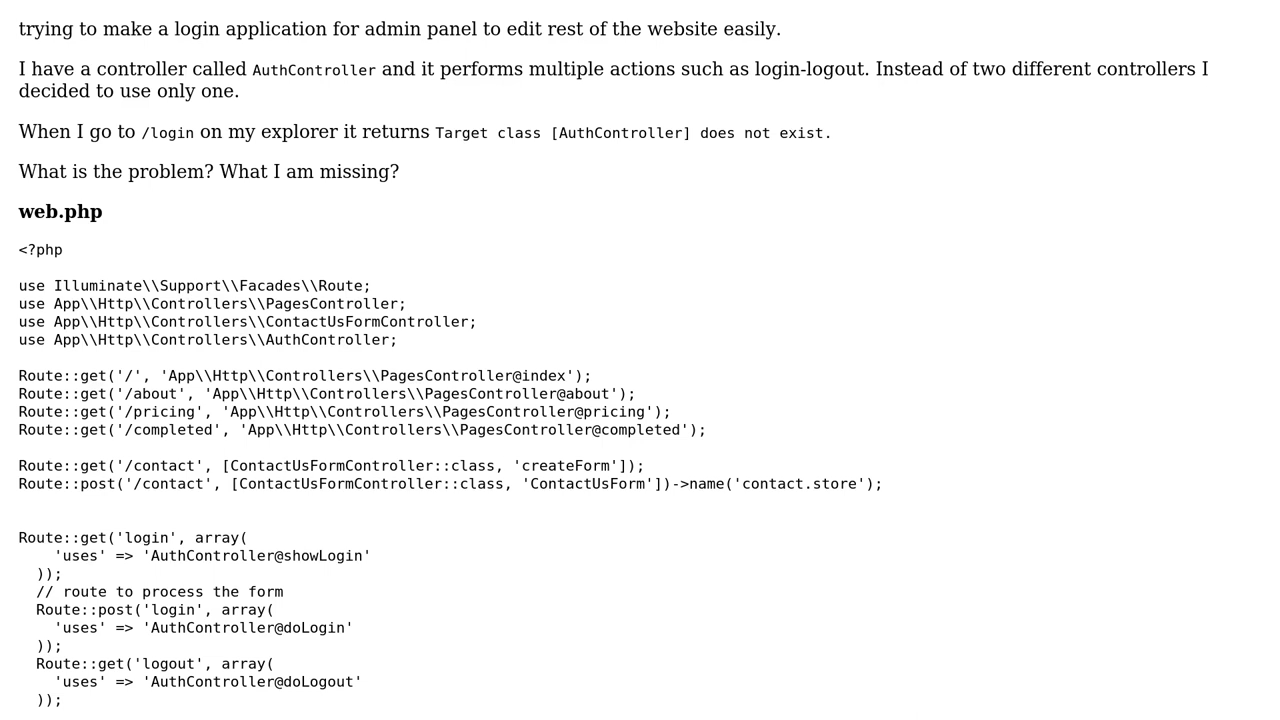 trying to make a login application for admin panel to edit rest of the website easily.
I have a controller called AuthController and it performs multiple actions such as login-logout. Instead of two different controllers I
decided to use only one.
When I go to /login on my explorer it returns Target class [AuthController] does not exist.
What is the problem? What I am missing?
web.php
<?php
use Illuminate\\Support\\Facades\\Route;
use App\\Http\\Controllers\\PagesController;
use App\\Http\\Controllers\\ContactUsFormController;
use App\\Http\\Controllers\\AuthController;
Route::get('/', 'App\\Http\\Controllers\\PagesController@index');
Route::get('/about', 'App\\Http\\Controllers\\PagesController@about');
Route::get('/pricing', 'App\\Http\\Controllers\\PagesController@pricing');
Route::get('/completed', 'App\\Http\\Controllers\\PagesController@completed');
Route::get('/contact', [ContactUsFormController::class, 'createForm']);
Route::post('/contact', [ContactUsFormController::class, 'ContactUsForm'])->name('contact.store');
Route::get('login', array(
    'uses' => 'AuthController@showLogin'
  ));
  // route to process the form
  Route::post('login', array(
    'uses' => 'AuthController@doLogin'
  ));
  Route::get('logout', array(
    'uses' => 'AuthController@doLogout'
  ));